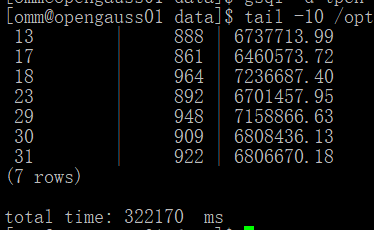 [omm@opengauss01 data]$ gsql -d tpch
[omm@opengauss01 data]$ tail -10 /opt
13 | 888 | 6737713.99
17 | 861 | 6460573.72
18 | 964 | 7236687.40
23 | 892 | 6701457.95
29 | 948 | 7158866.63
30 | 909 | 6808436.13
31 | 922 | 6806670.18
(7 rows)
total time: 322170 ms